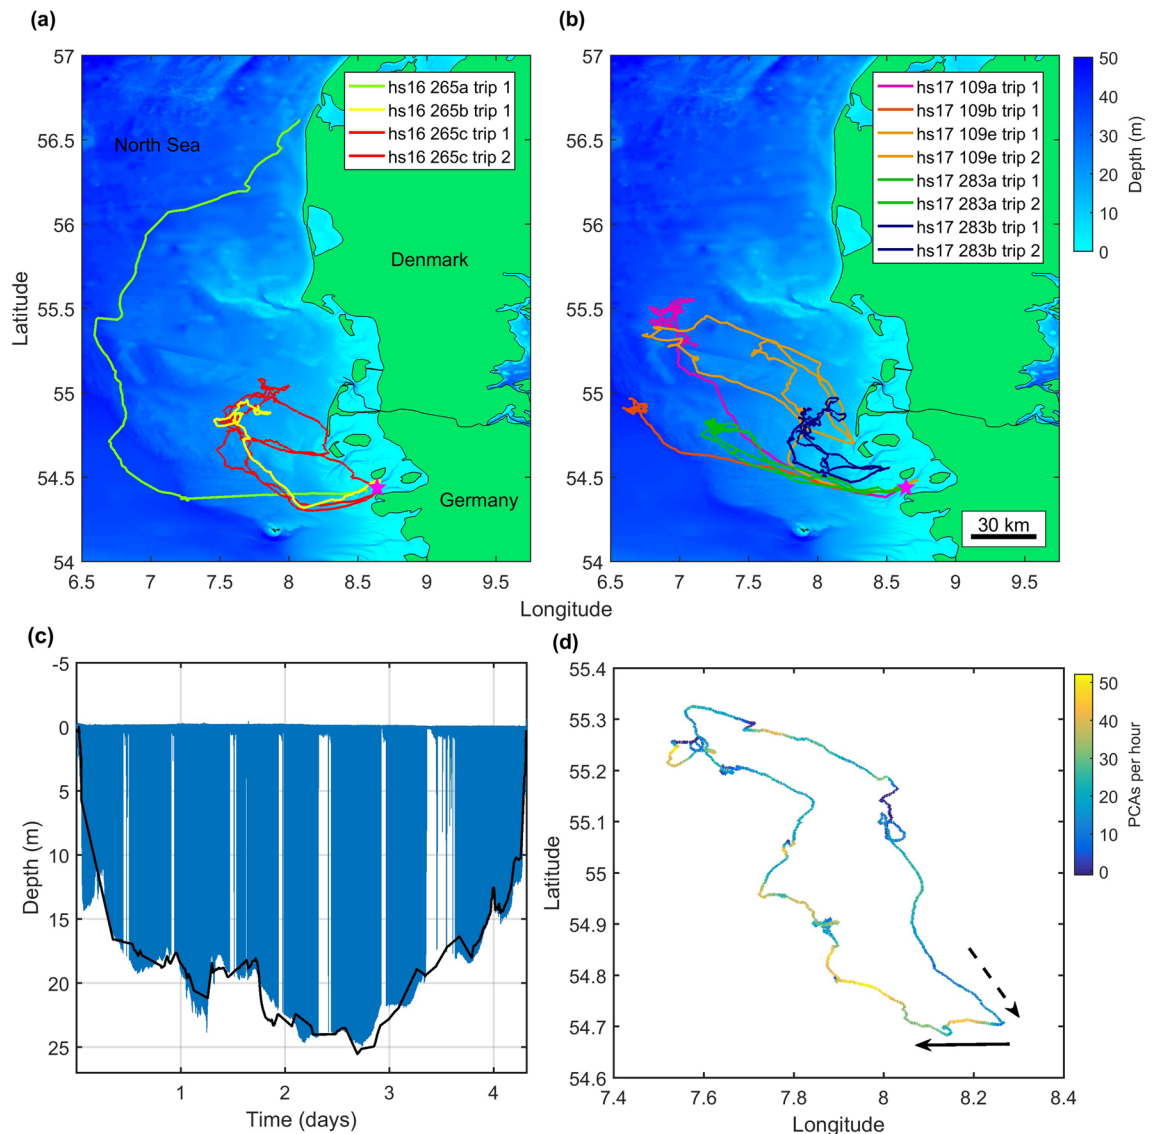 (a)
(b)
57
56.5
56
55.5
55
54.5
54
Latitude
6.5
7
7.5
8
8.5
9
9.5
North Sea
Denmark
Germany
hs16 265a trip 1
hs16 265b trip 1
hs16 265c trip 1
hs16 265c trip 2
57
56.5
56
55.5
55
54.5
54
6.5
7
7.5
8
8.5
9
9.5
hs17 109a trip 1
hs17 109b trip 1
hs17 109e trip 1
hs17 109e trip 2
hs17 283a trip 1
hs17 283a trip 2
hs17 283b trip 1
hs17 283b trip 2
30 km
50
40
30
20
10
0
Depth (m)
Longitude
(c)
(d)
-5
0
5
10
15
20
25
Depth (m)
1
2
3
4
Time (days)
55.4
55.3
55.2
55.1
55
54.9
54.8
54.7
54.6
Latitude
7.4
7.6
7.8
8
8.2
8.4
Longitude
50
40
30
20
10
0
PCAs per hour